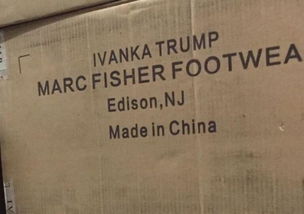 IVANKA TRUMP
MARC FISHER FOOTWEA
Edison,NJ
Made in China